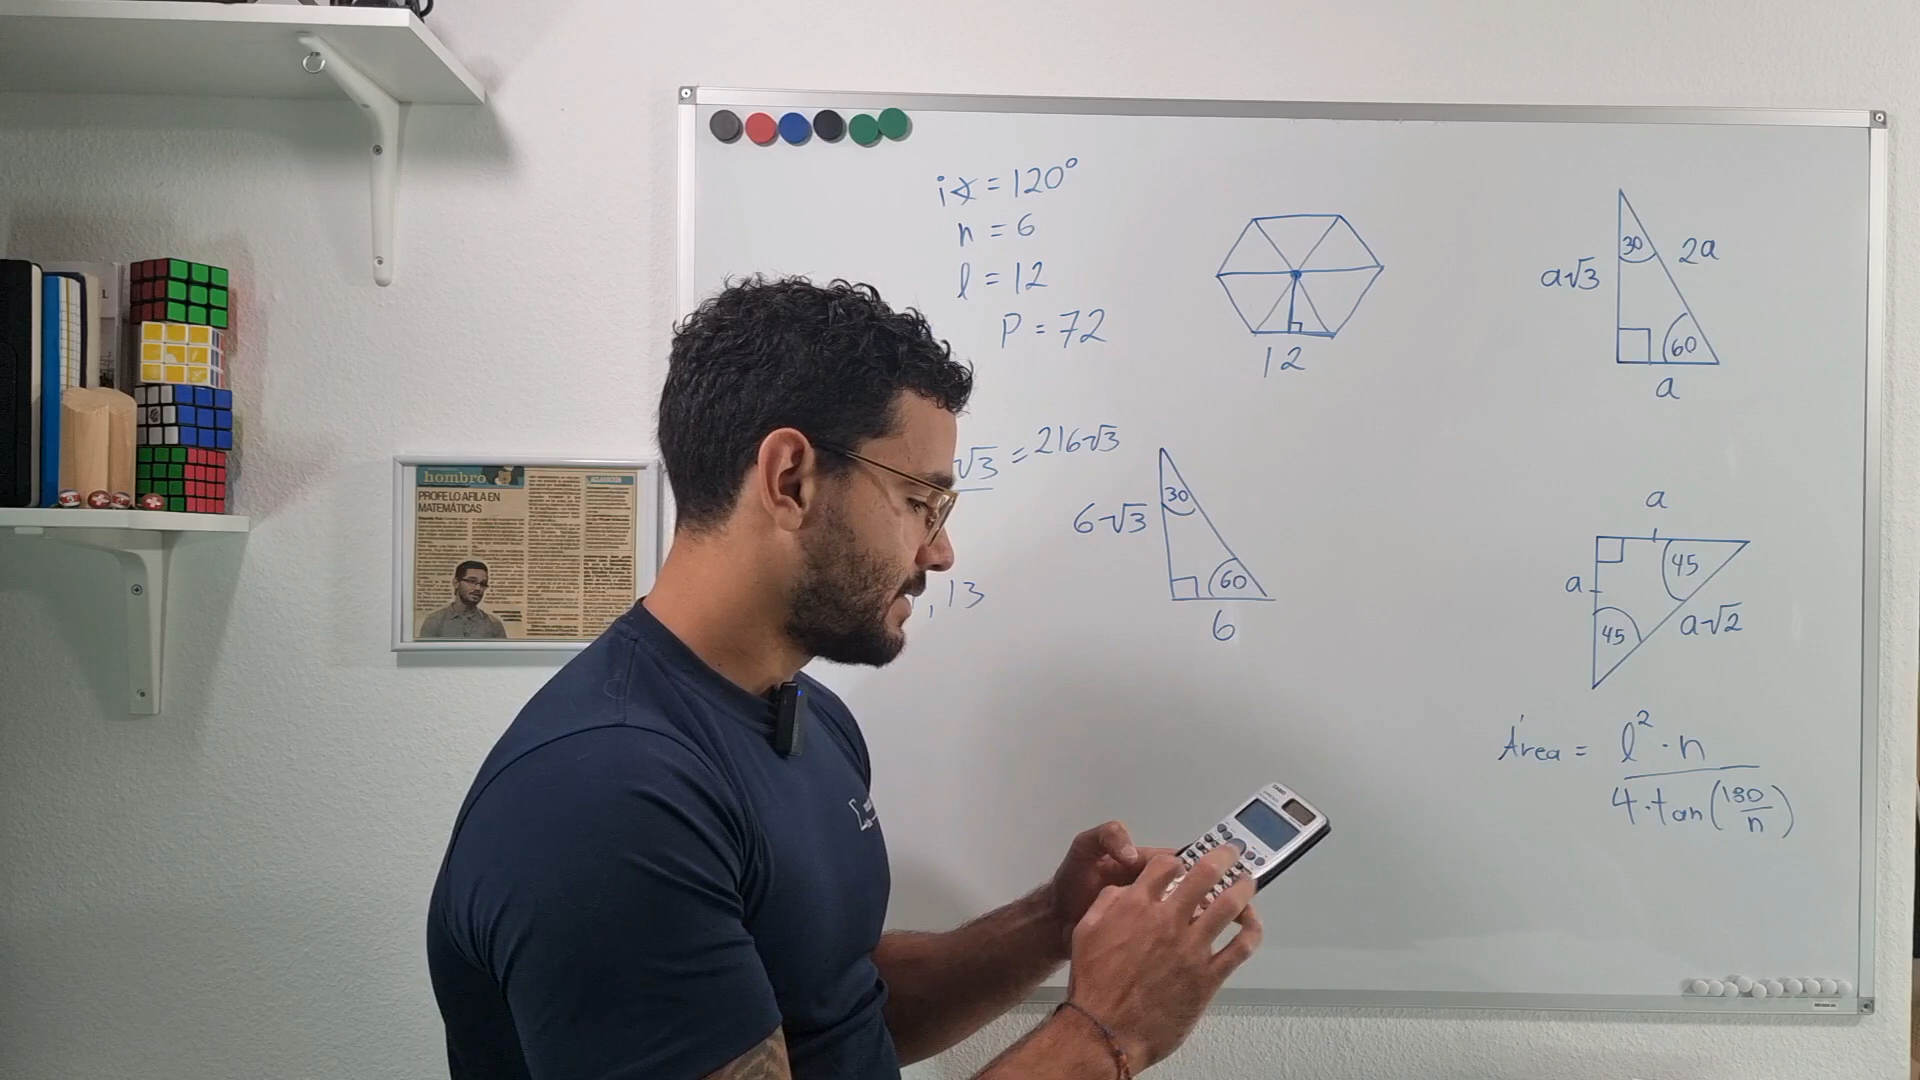 i∢ = 120°
n = 6
l = 12
P = 72
12
30
2a
a√3
60
a
√3 = 216√3
30
6√3
60
6
, 13
a
45
a
45
a√2
Área = l² · n
4 · tan(180/n)
hombro
PROFE LO AFILA EN
MATEMÁTICAS
CASIO